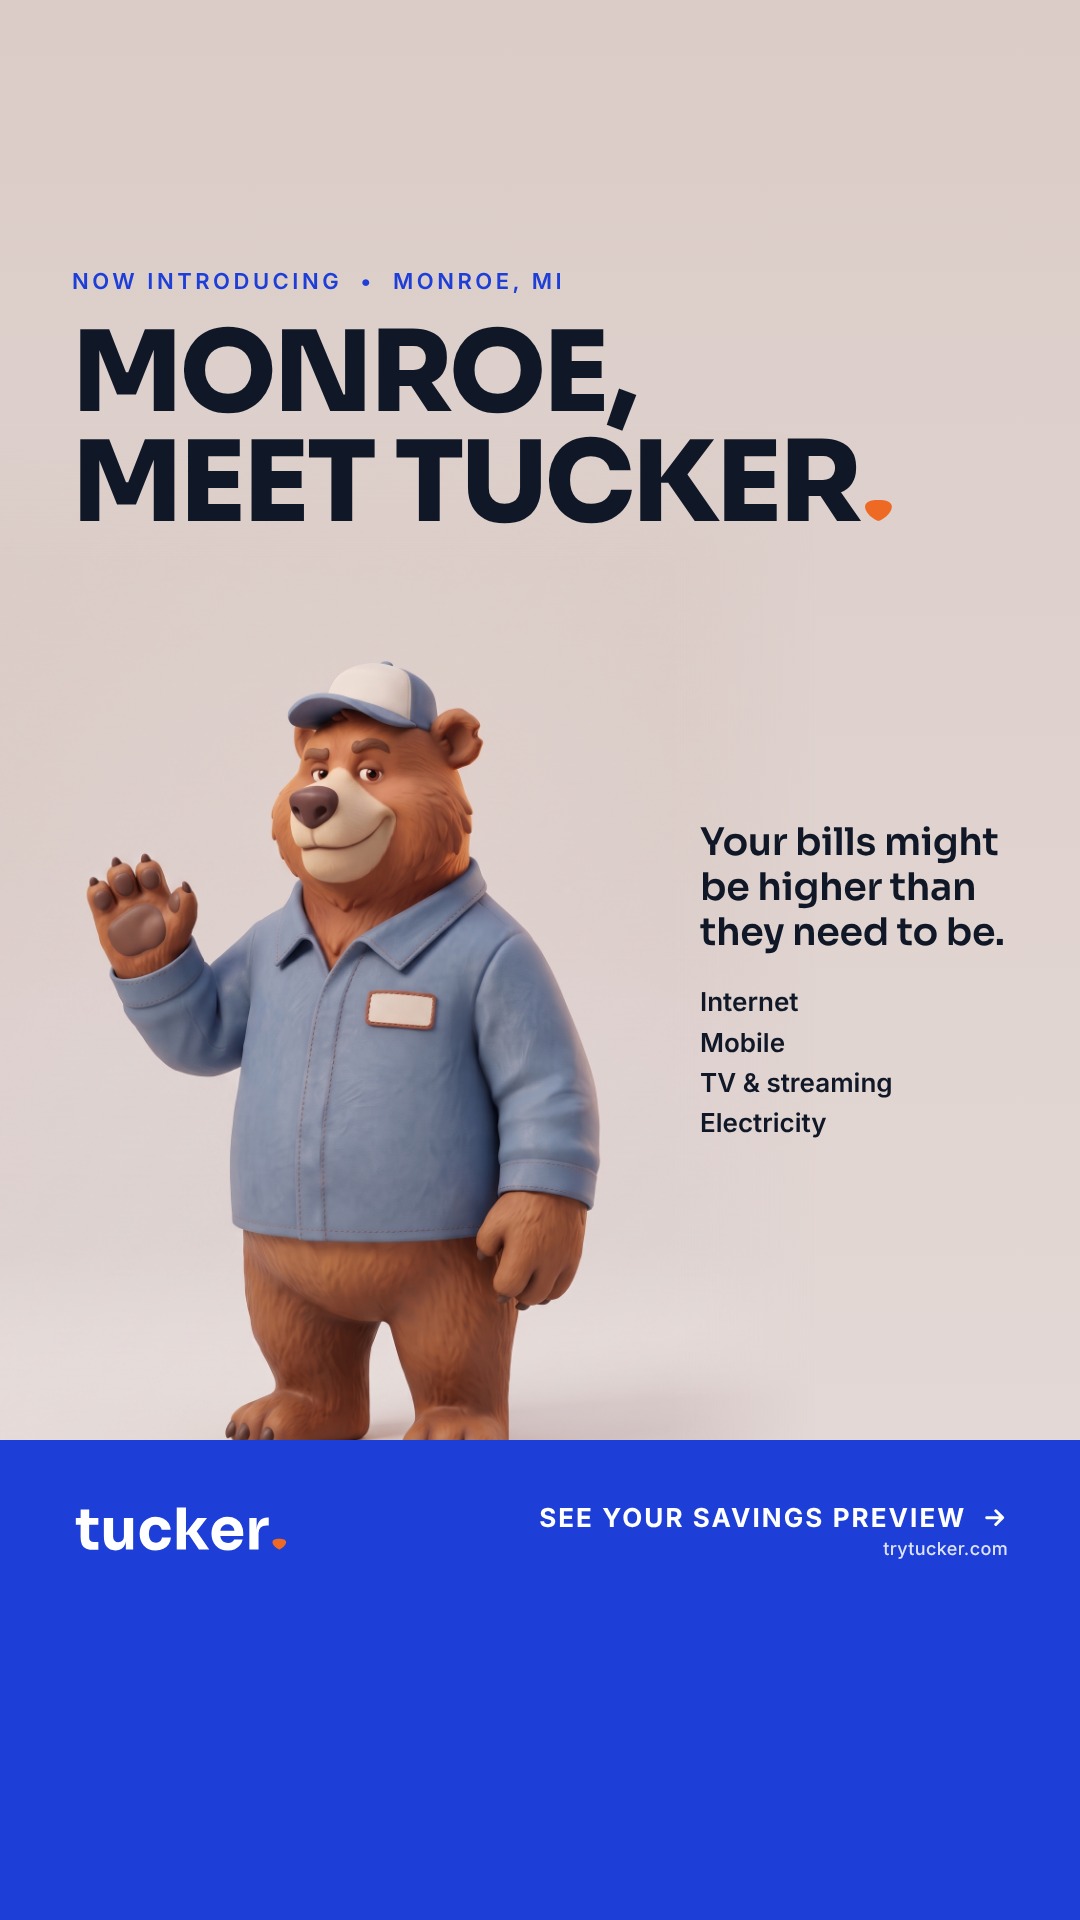 NOW INTRODUCING • MONROE, MI
MONROE,
MEET TUCKER.
Your bills might
be higher than
they need to be.
Internet
Mobile
TV & streaming
Electricity
tucker.
SEE YOUR SAVINGS PREVIEW →
trytucker.com